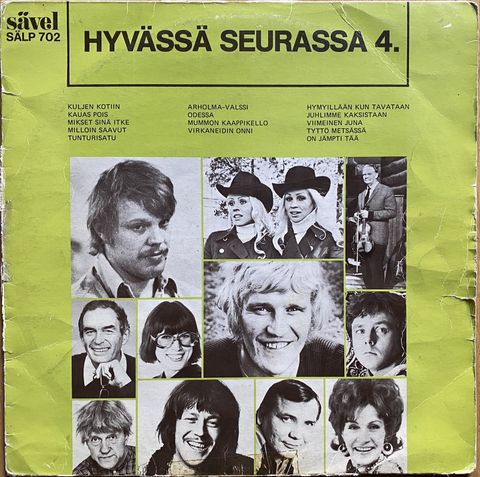 sävel
SÄLP 702
HYVÄSSÄ SEURASSA 4.
KULJEN KOTIIN
KAUAS POIS
MIKSET SINÄ ITKE
MILLOIN SAAVUT
TUNTURISATU
ARHOLMA-VALSSI
ODESSA
MUMMON KAAPPIKELLO
VIRKANEIDIN ONNI
HYMYILLÄÄN KUN TAVATAAN
JUHLIMME KAKSISTAAN
VIIMEINEN JUNA
TYTTÖ METSÄSSÄ
ON JÄMPTI TÄÄ